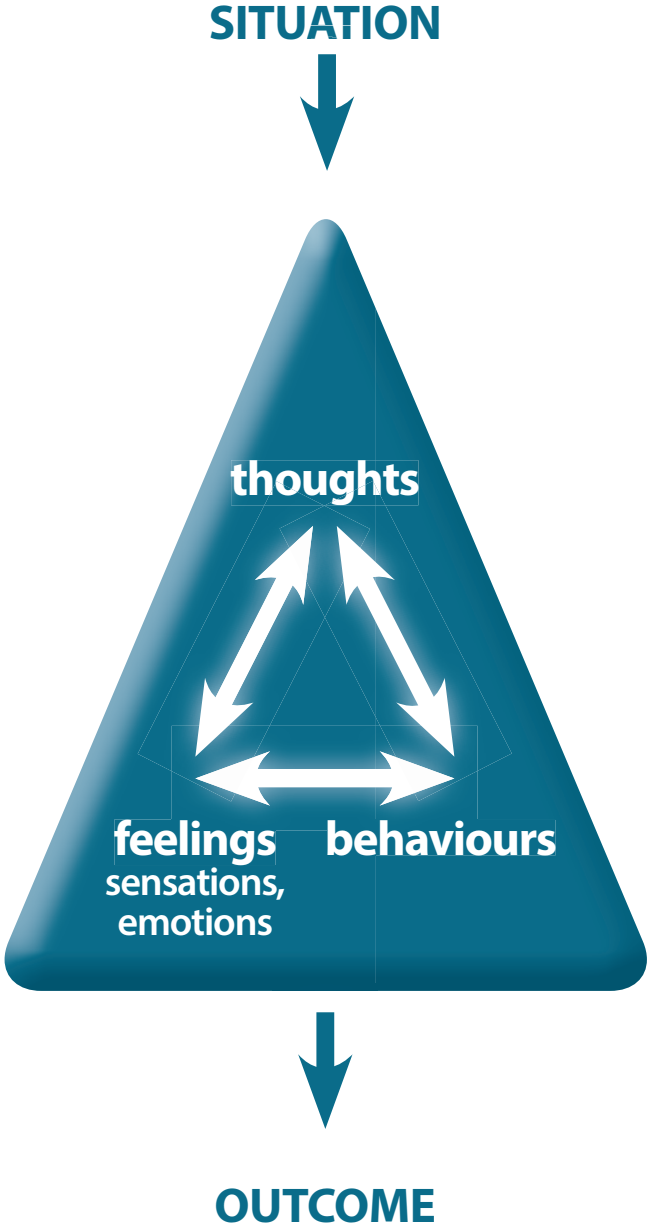 SITUATION
thoughts
feelings behaviours
sensations,
emotions
OUTCOME